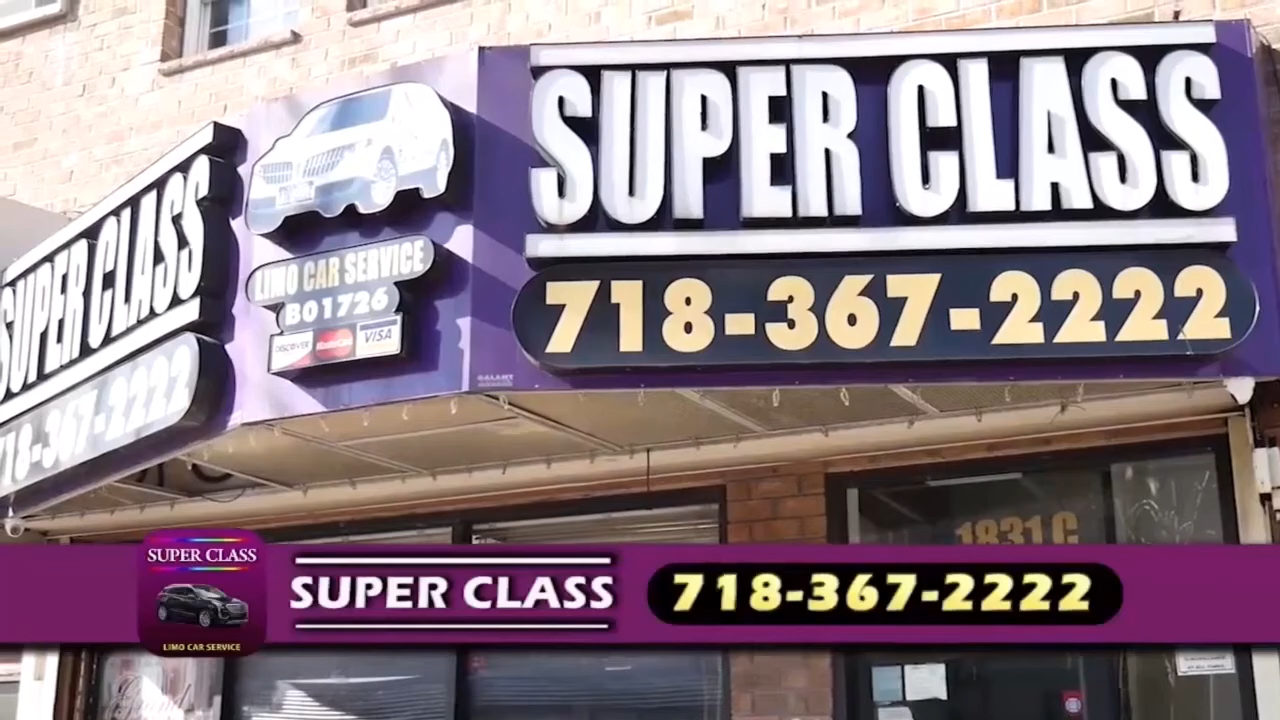 SUPER CLASS
718-367-2222
LIMO CAR SERVICE
B01726
DISCOVER MasterCard VISA
SUPER CLASS
718-367-2222
GALAXY
1831 C
SUPER CLASS
LIMO CAR SERVICE
SUPER CLASS
718-367-2222